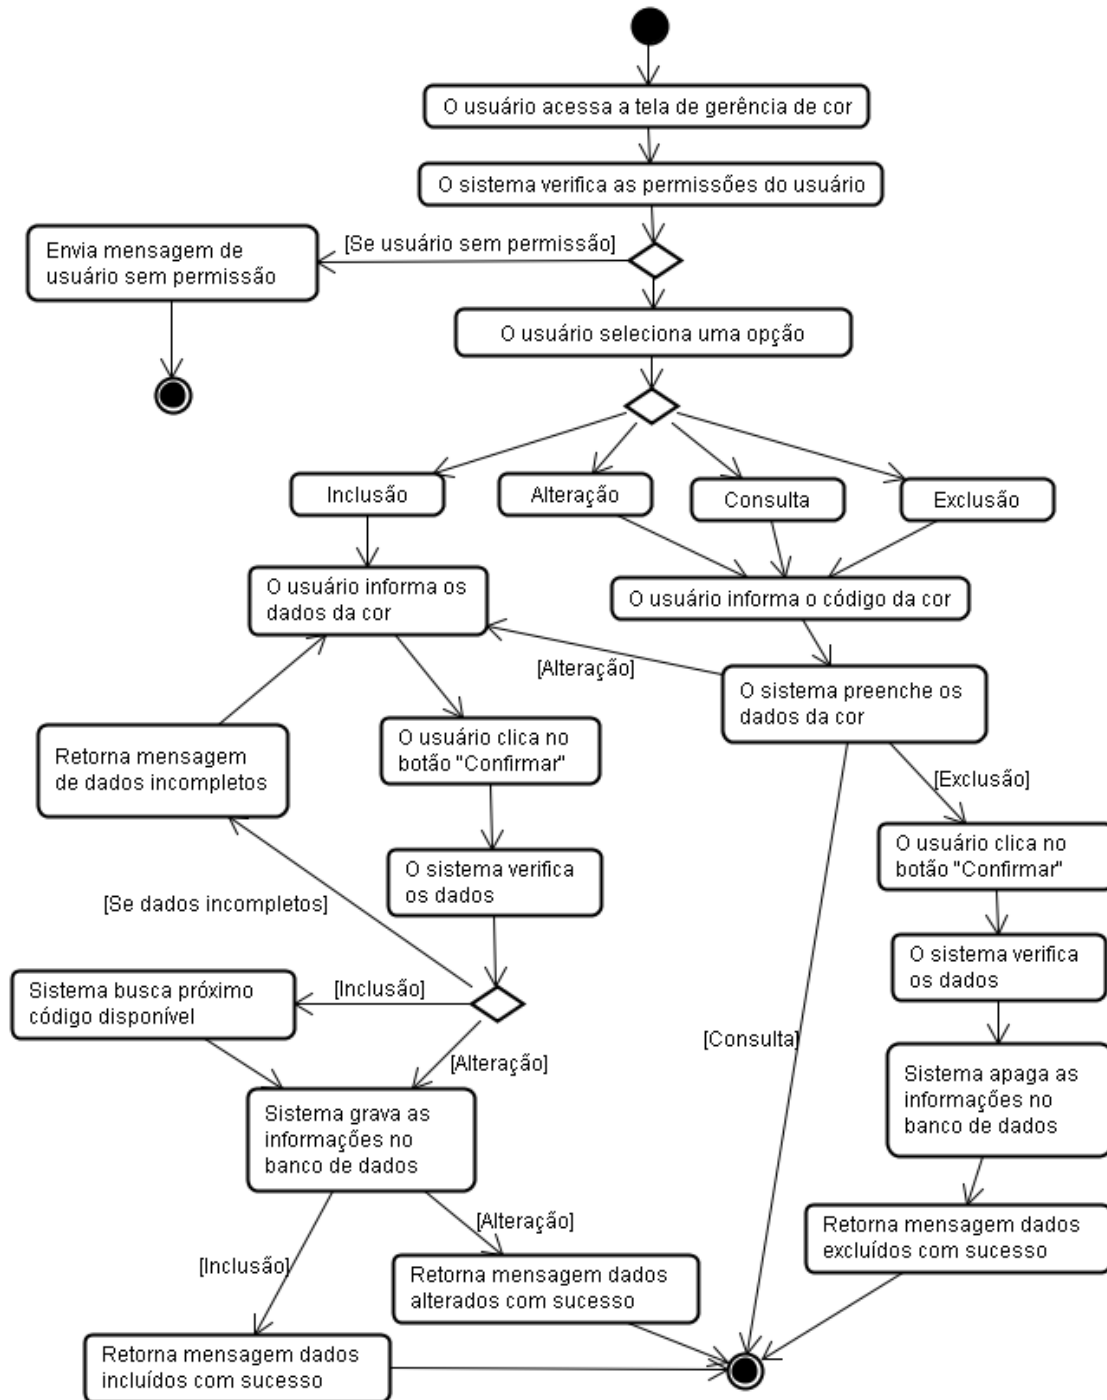 O usuário acessa a tela de gerência de cor
O sistema verifica as permissões do usuário
[Se usuário sem permissão]
Envia mensagem de
usuário sem permissão
O usuário seleciona uma opção
Inclusão
Alteração
Consulta
Exclusão
O usuário informa os
dados da cor
O usuário informa o código da cor
[Alteração]
O sistema preenche os
dados da cor
Retorna mensagem
de dados incompletos
O usuário clica no
botão "Confirmar"
[Exclusão]
O usuário clica no
botão "Confirmar"
O sistema verifica
os dados
[Se dados incompletos]
O sistema verifica
os dados
Sistema busca próximo
código disponível
[Inclusão]
[Alteração]
[Consulta]
Sistema apaga as
informações no
banco de dados
Sistema grava as
informações no
banco de dados
[Alteração]
Retorna mensagem dados
excluídos com sucesso
[Inclusão]
Retorna mensagem dados
alterados com sucesso
Retorna mensagem dados
incluídos com sucesso